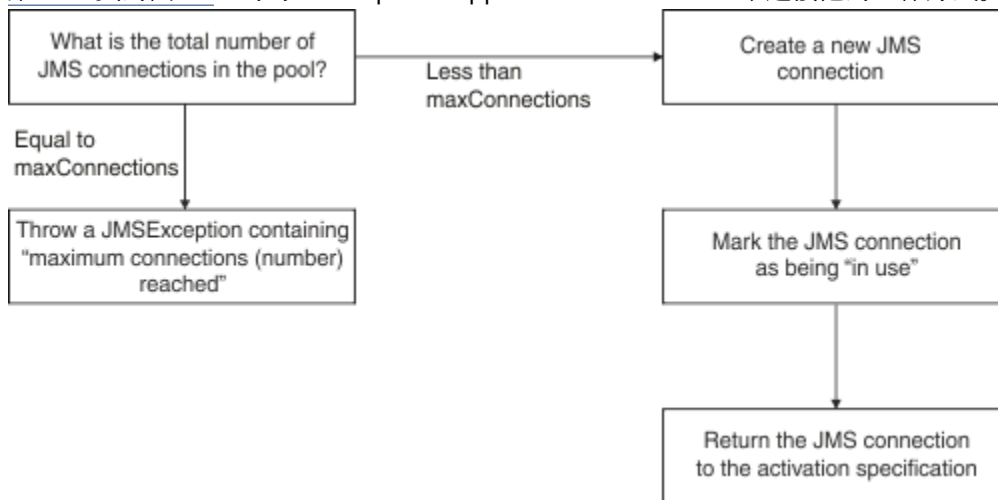 What is the total number of
JMS connections in the pool?
Less than
maxConnections
Create a new JMS
connection
Equal to
maxConnections
Throw a JMSException containing
“maximum connections (number)
reached”
Mark the JMS connection
as being “in use”
Return the JMS connection
to the activation specification